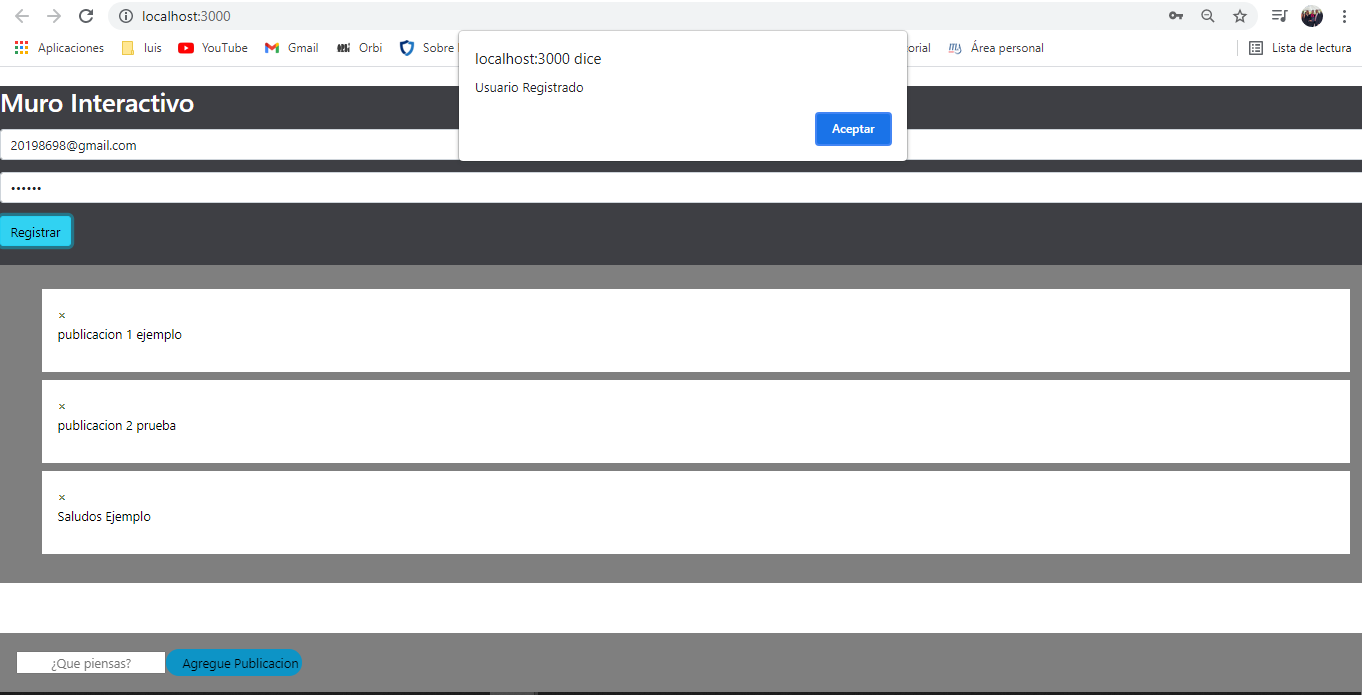 localhost:3000
Aplicaciones luis YouTube Gmail Orbi Sobre orial Área personal Lista de lectura
localhost:3000 dice
Usuario Registrado
Aceptar
Muro Interactivo
20198698@gmail.com
••••••
Registrar
×
publicacion 1 ejemplo
×
publicacion 2 prueba
×
Saludos Ejemplo
¿Que piensas? Agregue Publicacion